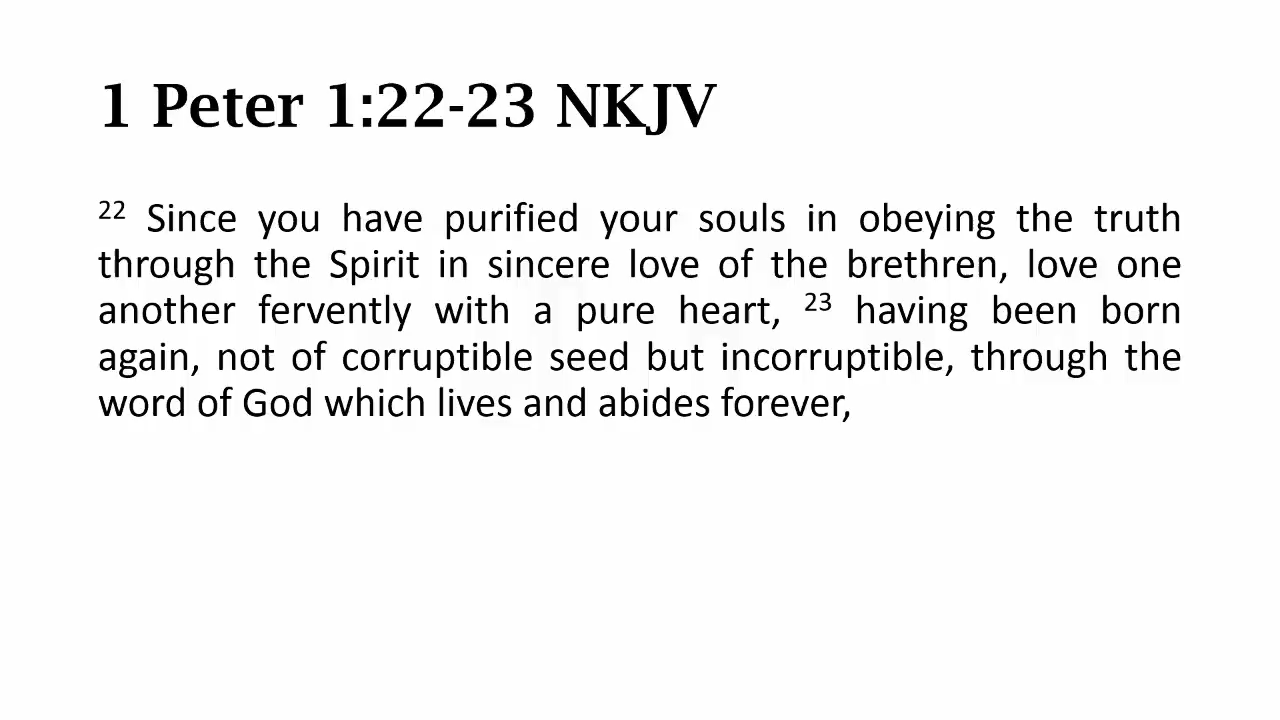 1 Peter 1:22-23 NKJV
22 Since you have purified your souls in obeying the truth
through the Spirit in sincere love of the brethren, love one
another fervently with a pure heart, 23 having been born
again, not of corruptible seed but incorruptible, through the
word of God which lives and abides forever,